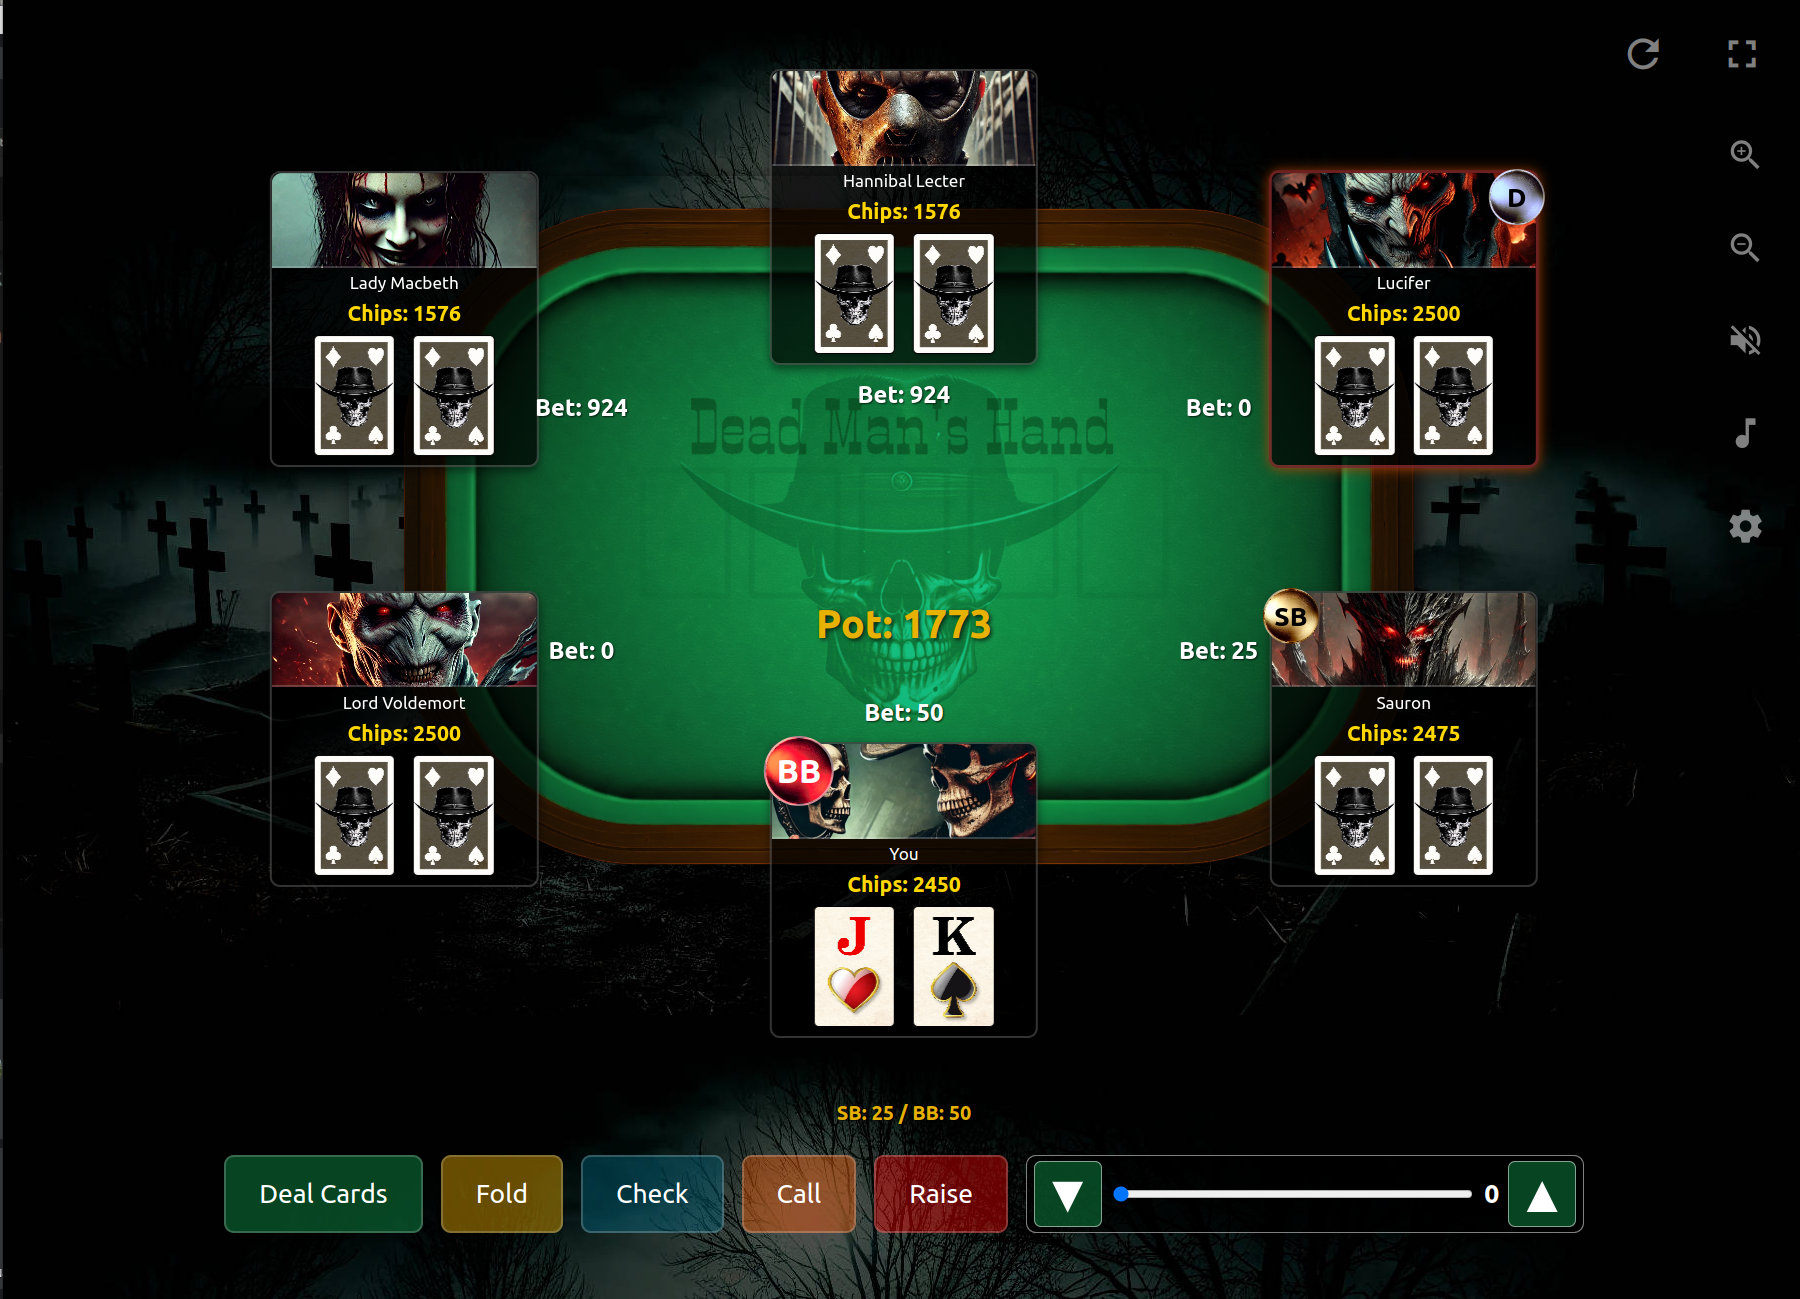 Hannibal Lecter
Chips: 1576
Bet: 924
Lady Macbeth
Chips: 1576
Bet: 924
D
Lucifer
Chips: 2500
Bet: 0
Dead Man's Hand
Pot: 1773
Lord Voldemort
Chips: 2500
Bet: 0
SB
Sauron
Chips: 2475
Bet: 25
Bet: 50
BB
You
Chips: 2450
J K
SB: 25 / BB: 50
Deal Cards Fold Check Call Raise 0